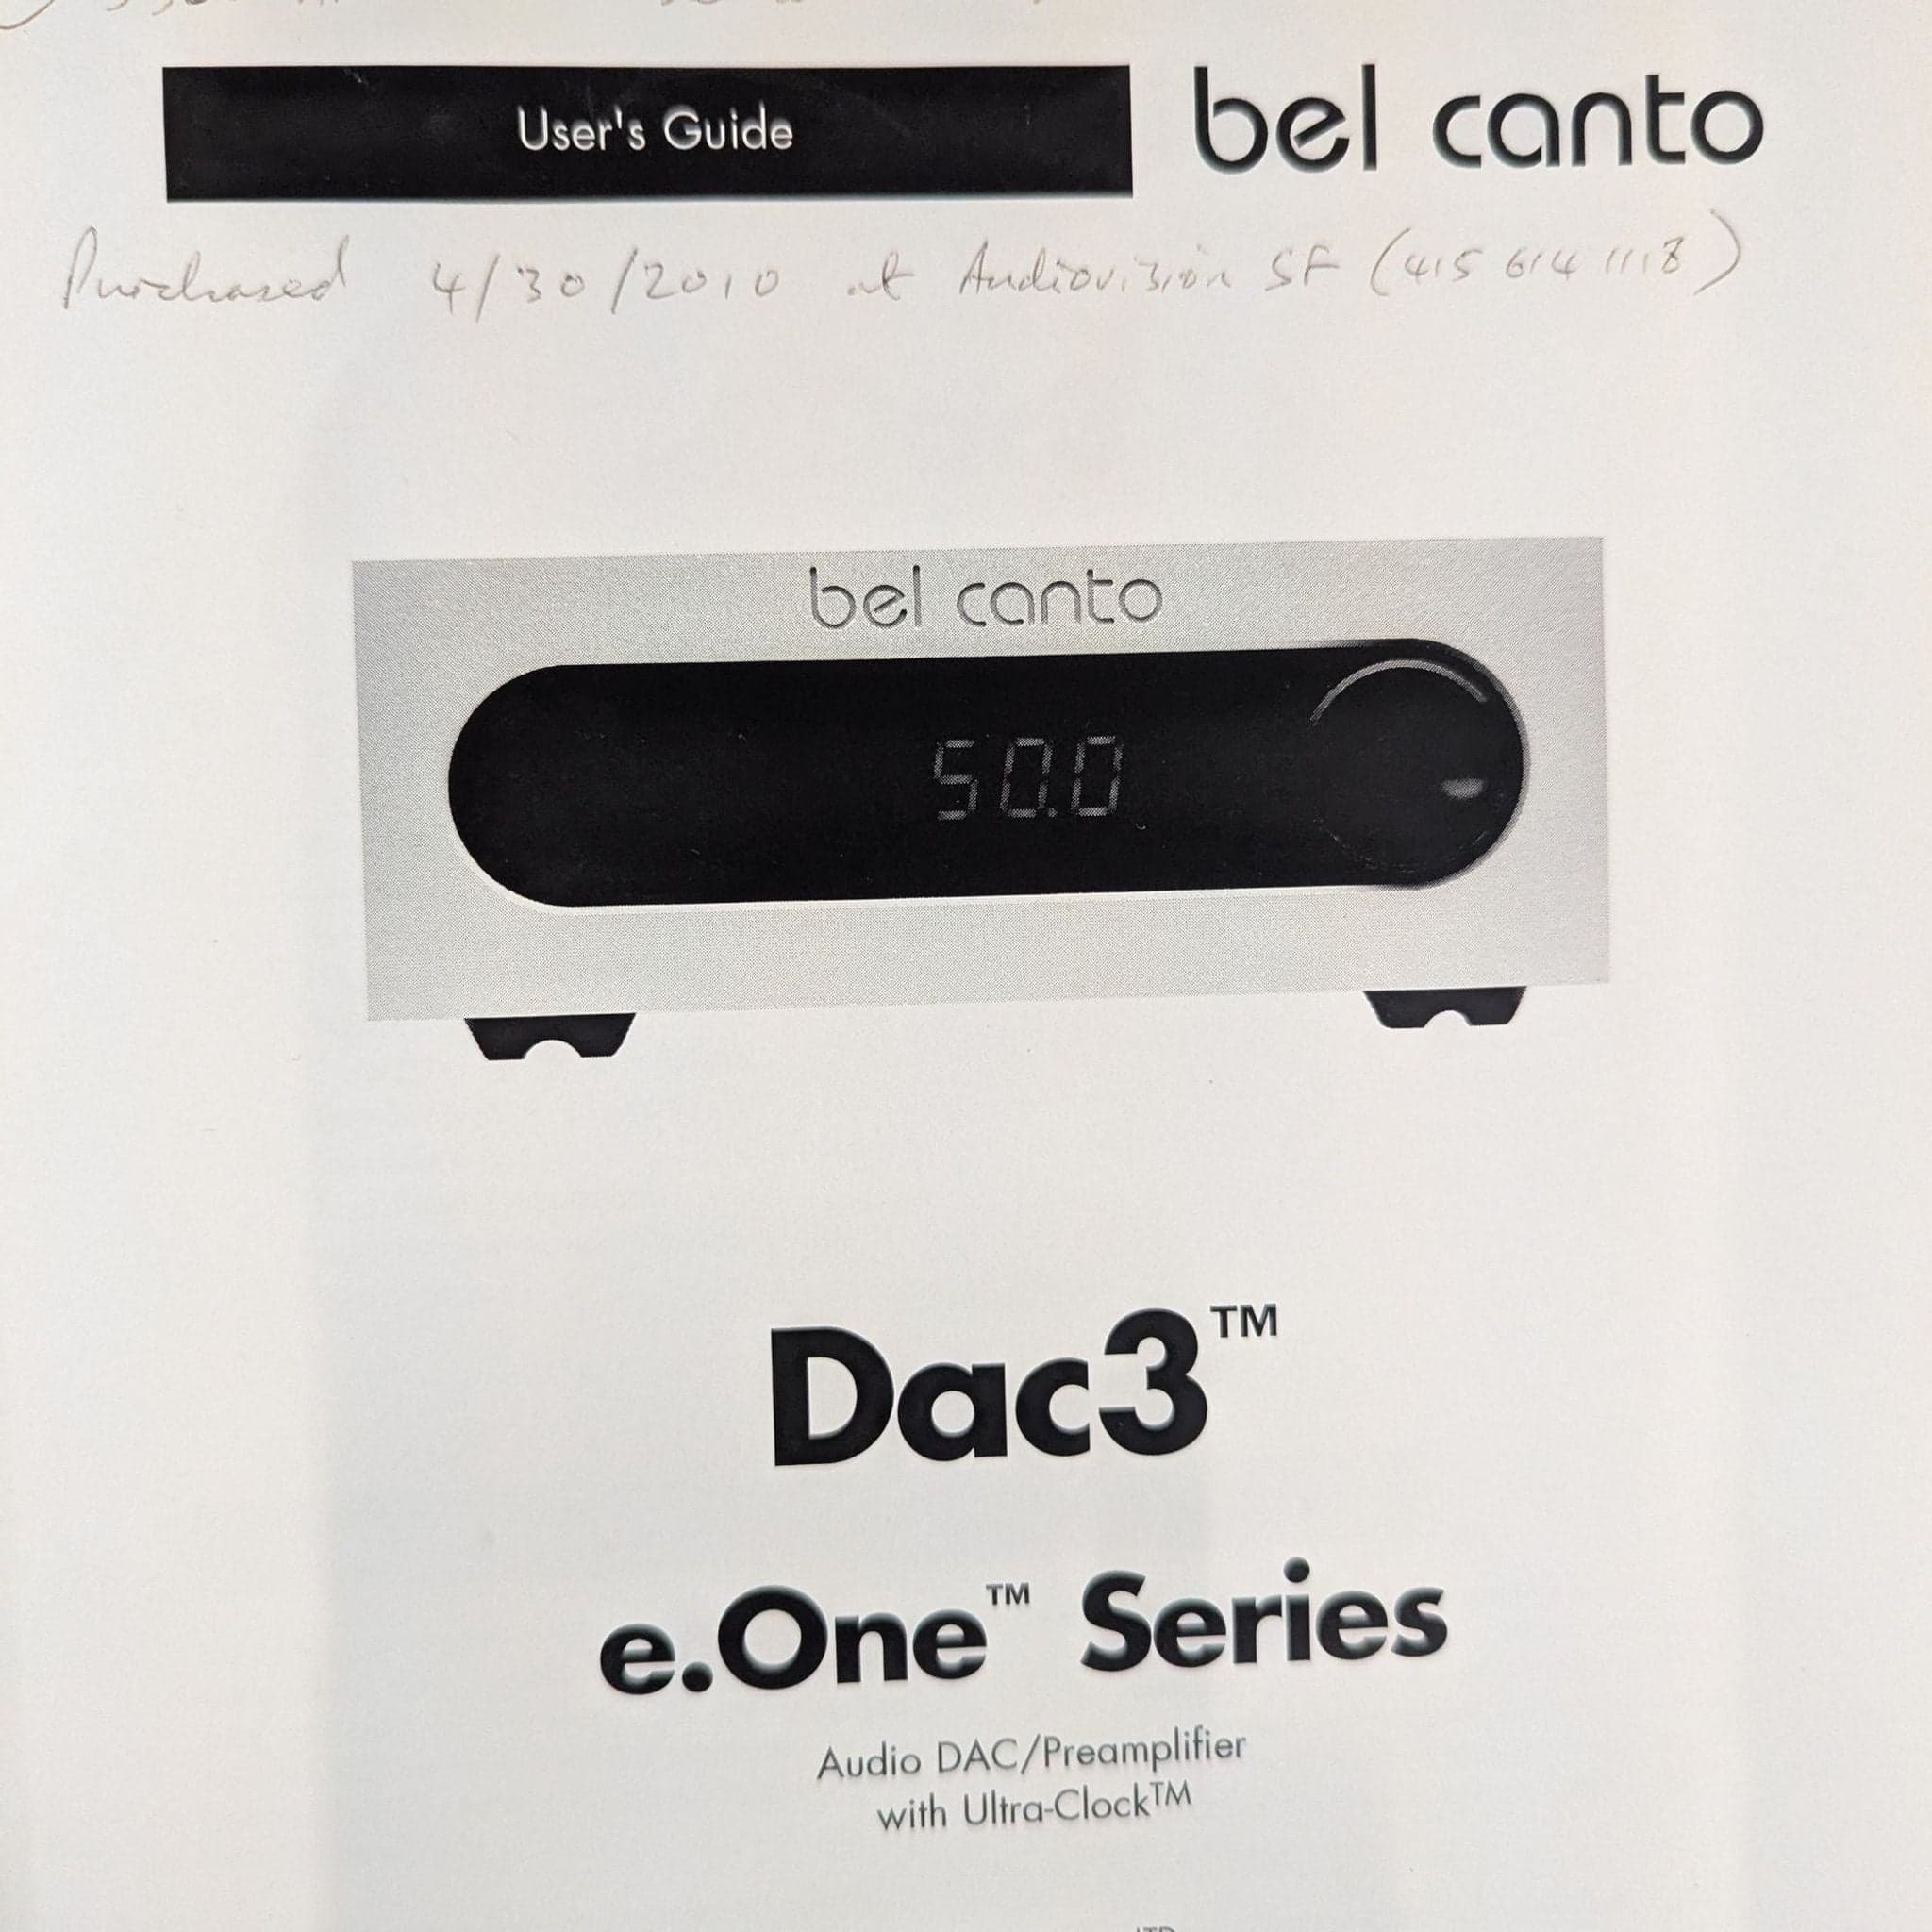 User's Guide
bel canto
Purchased 4/30/2010 at Audiovision SF (415 614 1118)
bel canto
50.0
Dac3™
e.One™ Series
Audio DAC/Preamplifier
with Ultra-Clock™